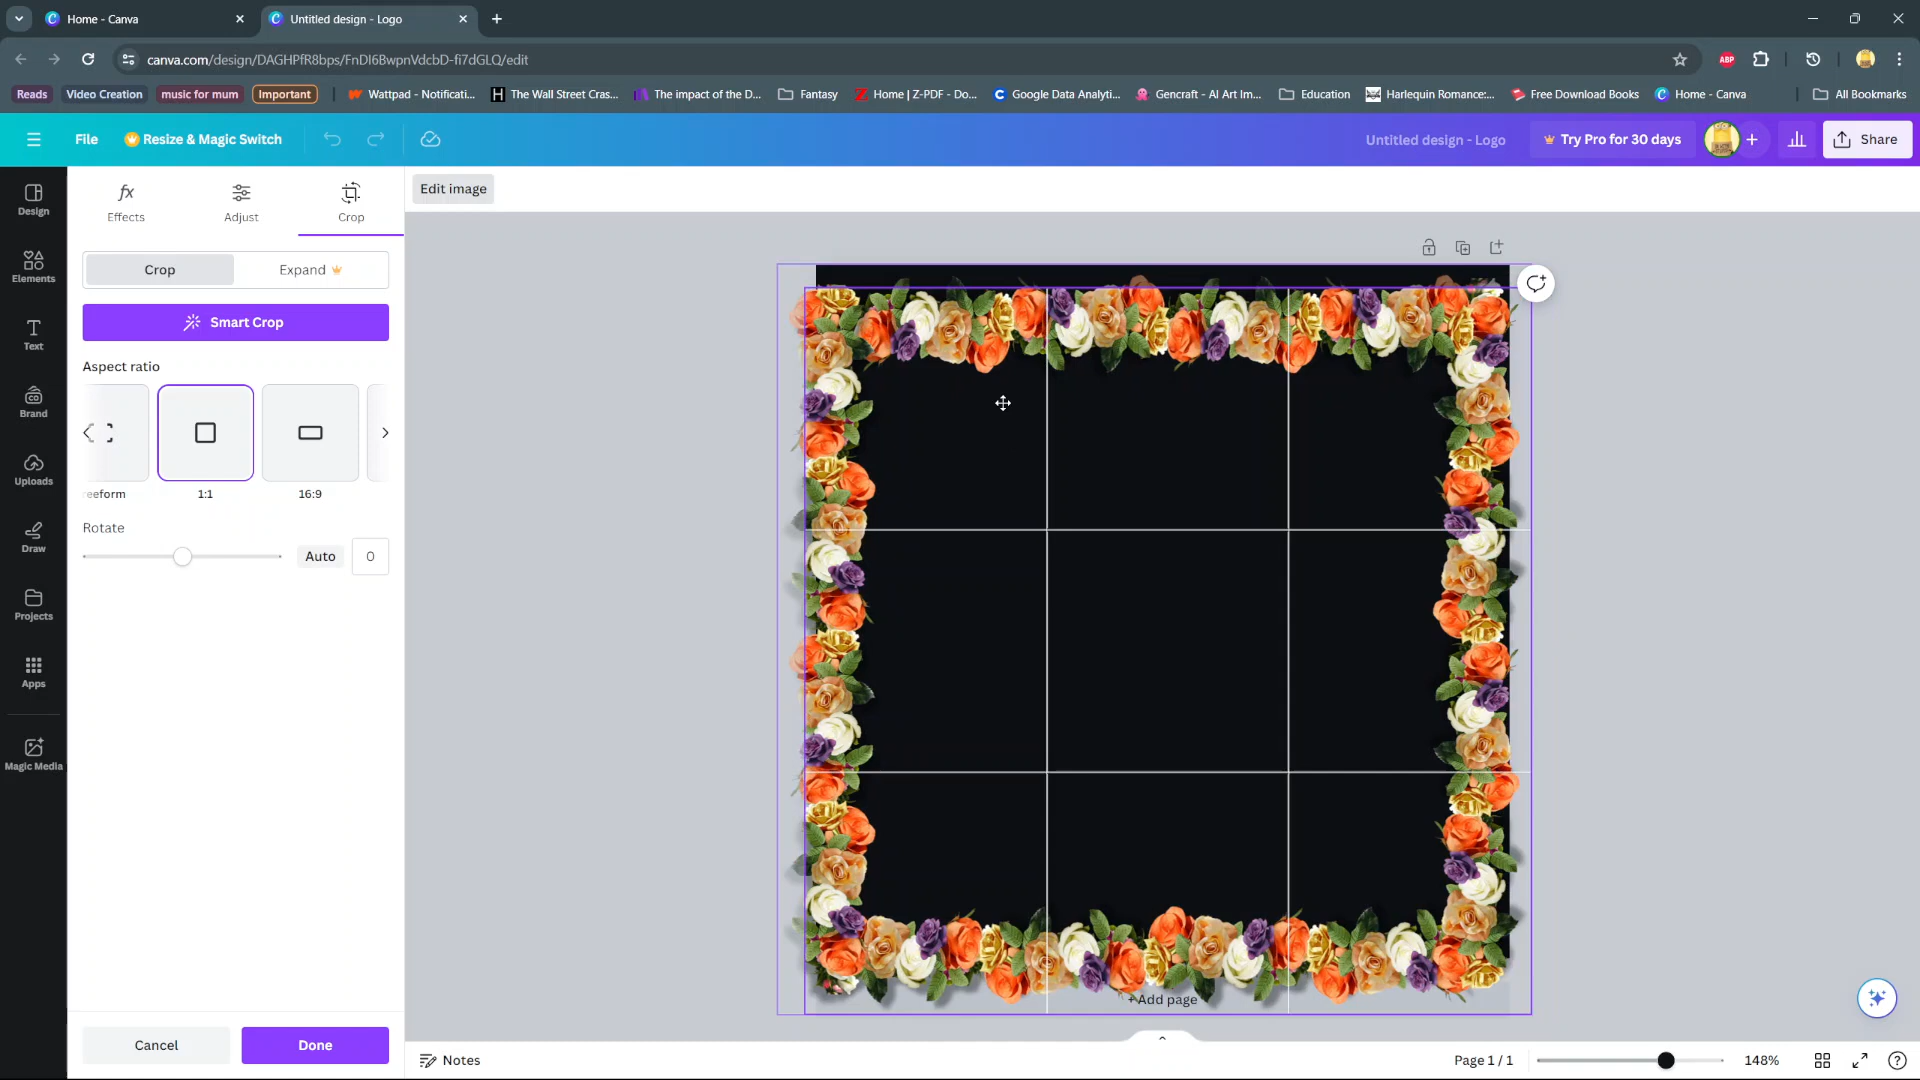 Home - Canva
Untitled design - Logo
canva.com/design/DAGHPfR8bps/FnDI6BwpnVdcbD-fi7dGLQ/edit
ABP
Reads
Video Creation
music for mum
Important
Wattpad - Notificati...
The Wall Street Cras...
The impact of the D...
Fantasy
Home | Z-PDF - Do...
Google Data Analyti...
Gencraft - AI Art Im...
Education
Harlequin Romance:...
Free Download Books
Home - Canva
All Bookmarks
File
Resize & Magic Switch
Untitled design - Logo
Try Pro for 30 days
Share
Design
Elements
Text
Brand
Uploads
Draw
Projects
Apps
Magic Media
Effects
Adjust
Crop
Edit image
Crop
Expand
Smart Crop
Aspect ratio
eeform
1:1
16:9
Rotate
Auto
0
Cancel
Done
+ Add page
Notes
Page 1 / 1
148%